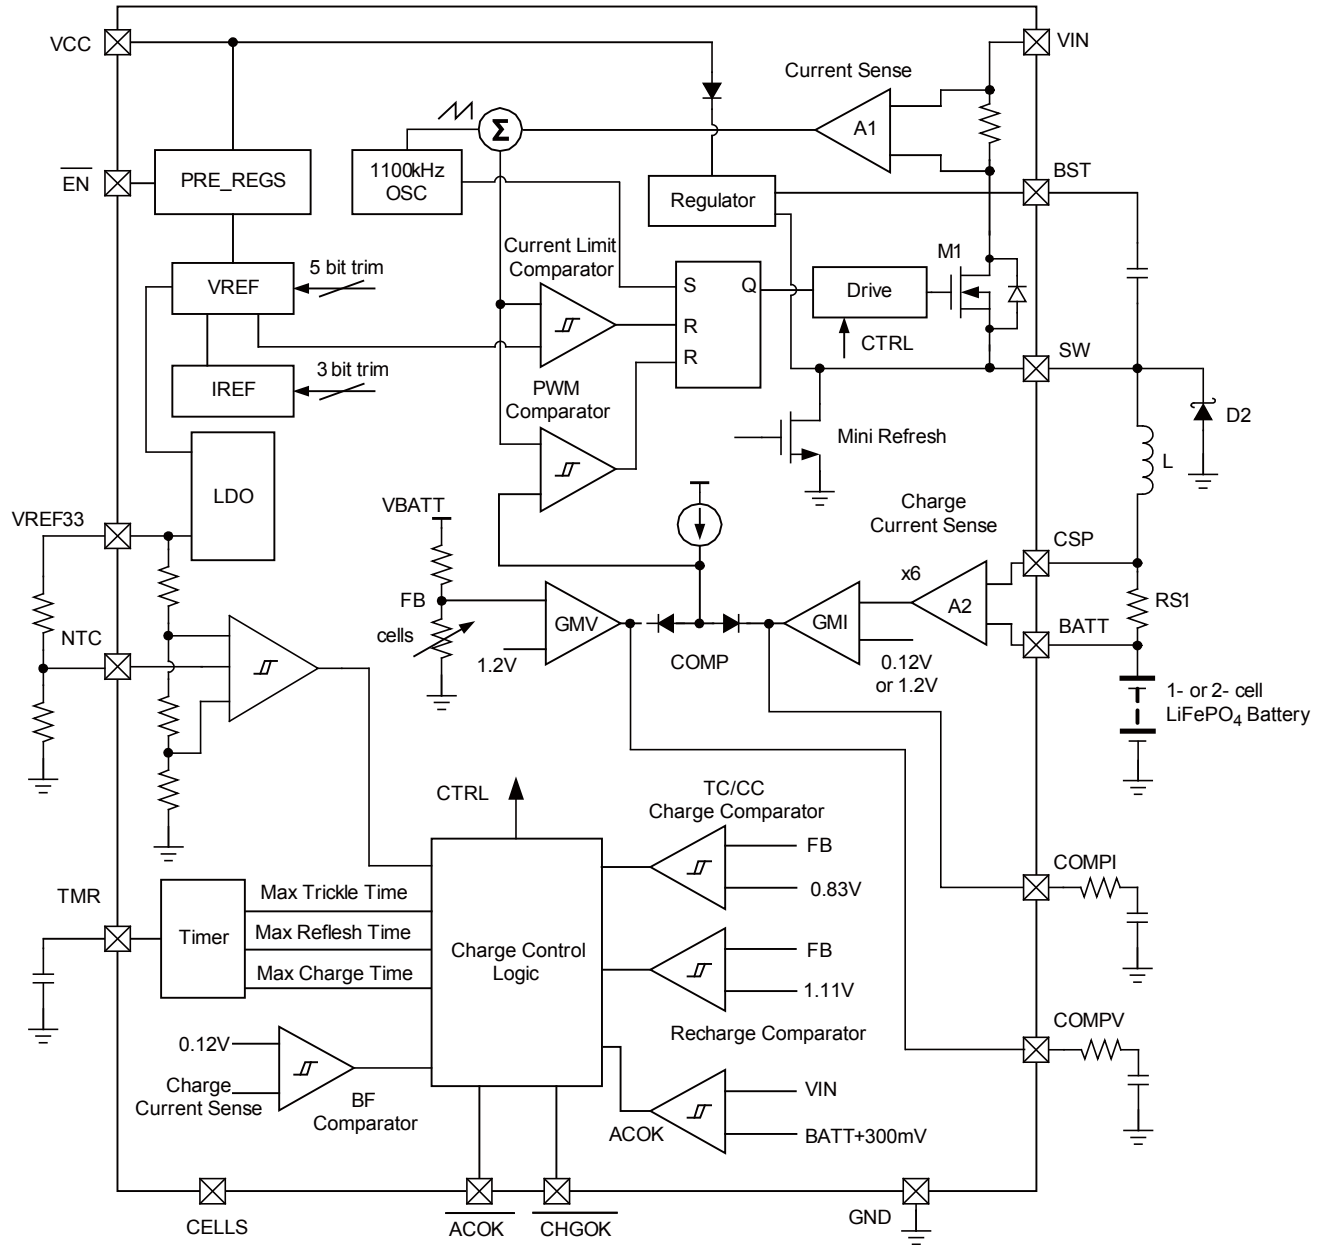 VCC
VIN
Current Sense
A1
Σ
1100kHz
OSC
EN
PRE_REGS
BST
Regulator
Current Limit
Comparator
M1
5 bit trim
VREF
S
Q
R
R
Drive
CTRL
SW
3 bit trim
IREF
PWM
Comparator
D2
Mini Refresh
L
LDO
VREF33
VBATT
Charge
Current Sense
CSP
x6
A2
RS1
FB
cells
GMV
GMI
NTC
BATT
1.2V
COMP
0.12V
or 1.2V
1- or 2- cell
LiFePO4 Battery
CTRL
TC/CC
Charge Comparator
FB
0.83V
COMPI
TMR
Timer
Max Trickle Time
Max Reflesh Time
Max Charge Time
Charge Control
Logic
FB
1.11V
Recharge Comparator
COMPV
0.12V
Charge
Current Sense
BF
Comparator
VIN
ACOK
BATT+300mV
CELLS
ACOK
CHGOK
GND